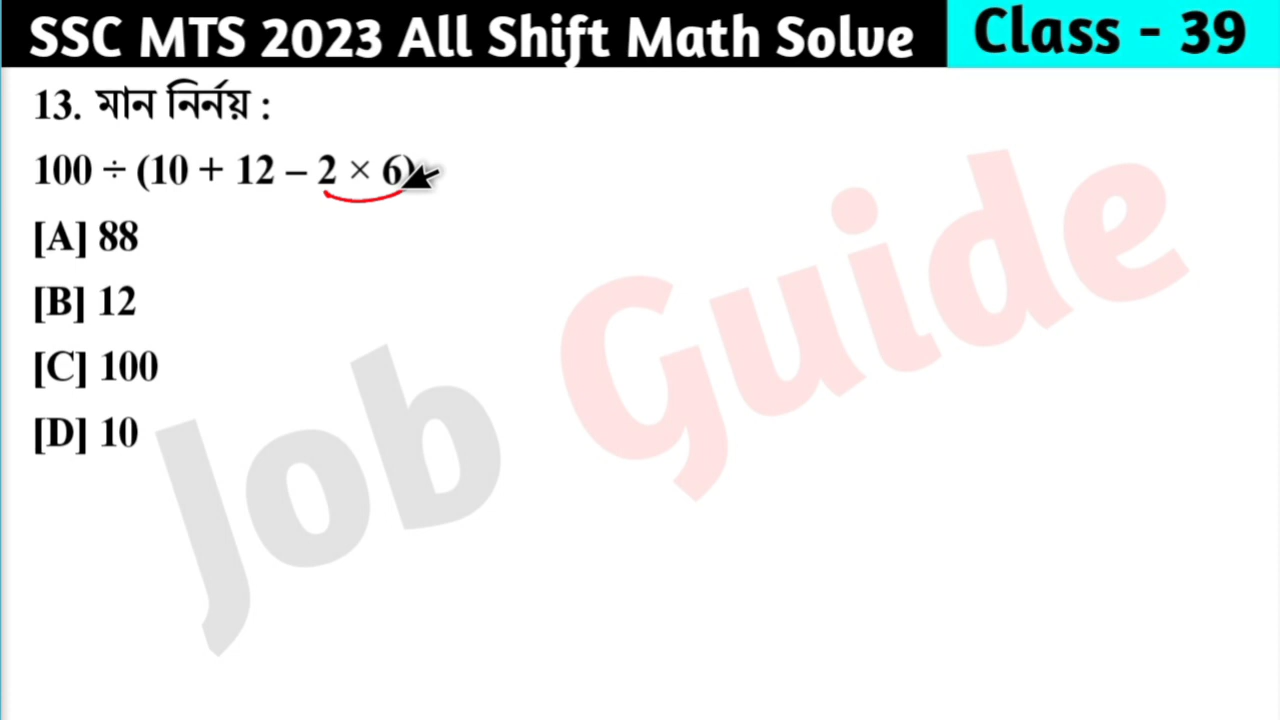 SSC MTS 2023 All Shift Math Solve
Class - 39
13. মান নির্নয় :
100 ÷ (10 + 12 – 2 × 6)
[A] 88
[B] 12
[C] 100
[D] 10
Job Guide